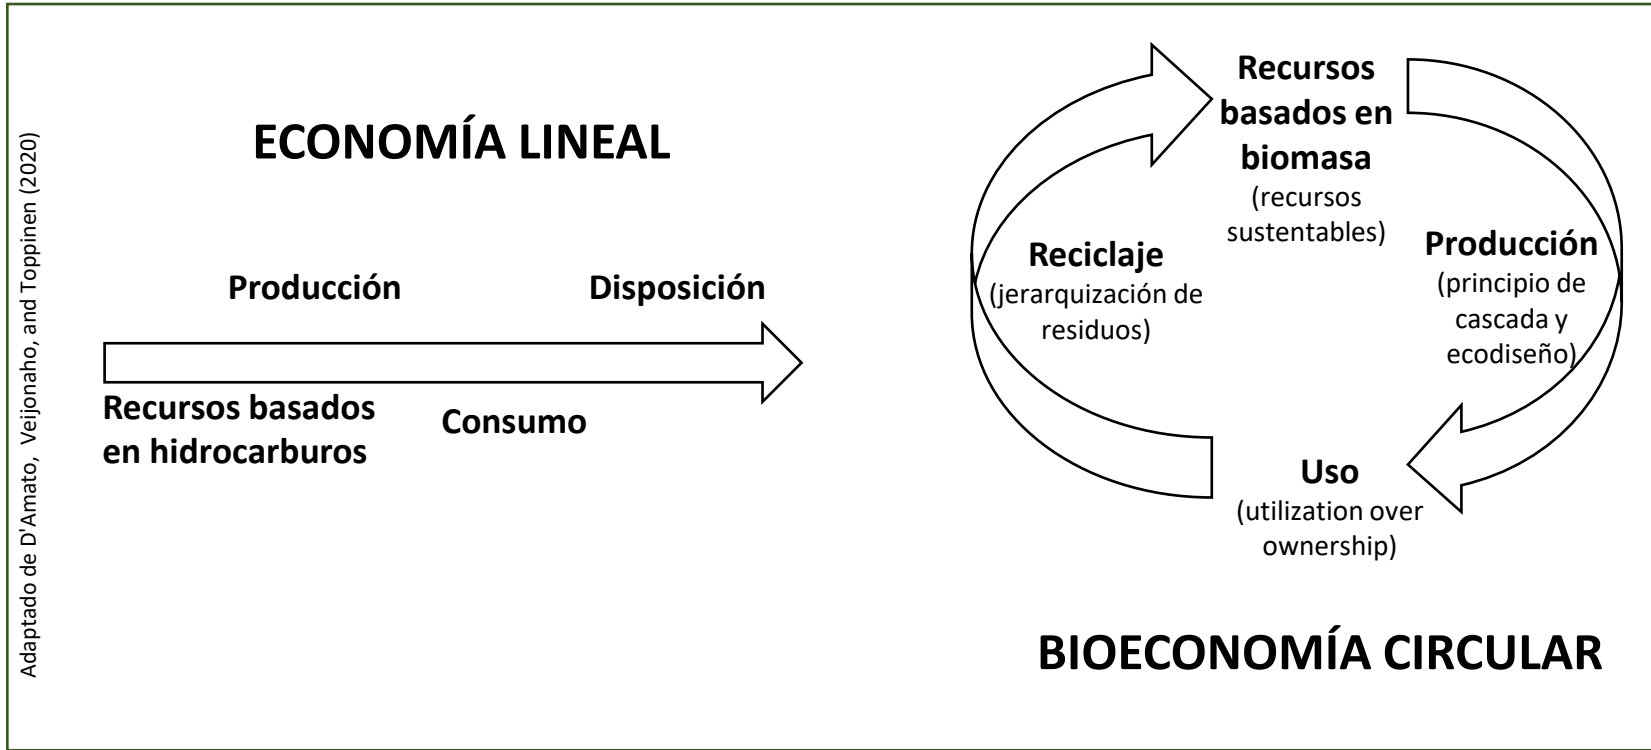 Adaptado de D'Amato, Veijonaho, and Toppinen (2020)
ECONOMÍA LINEAL
Producción
Disposición
Recursos basados
en hidrocarburos
Consumo
Recursos
basados en
biomasa
(recursos
sustentables)
Producción
(principio de
cascada y
ecodiseño)
Uso
(utilization over
ownership)
Reciclaje
(jerarquización de
residuos)
BIOECONOMÍA CIRCULAR